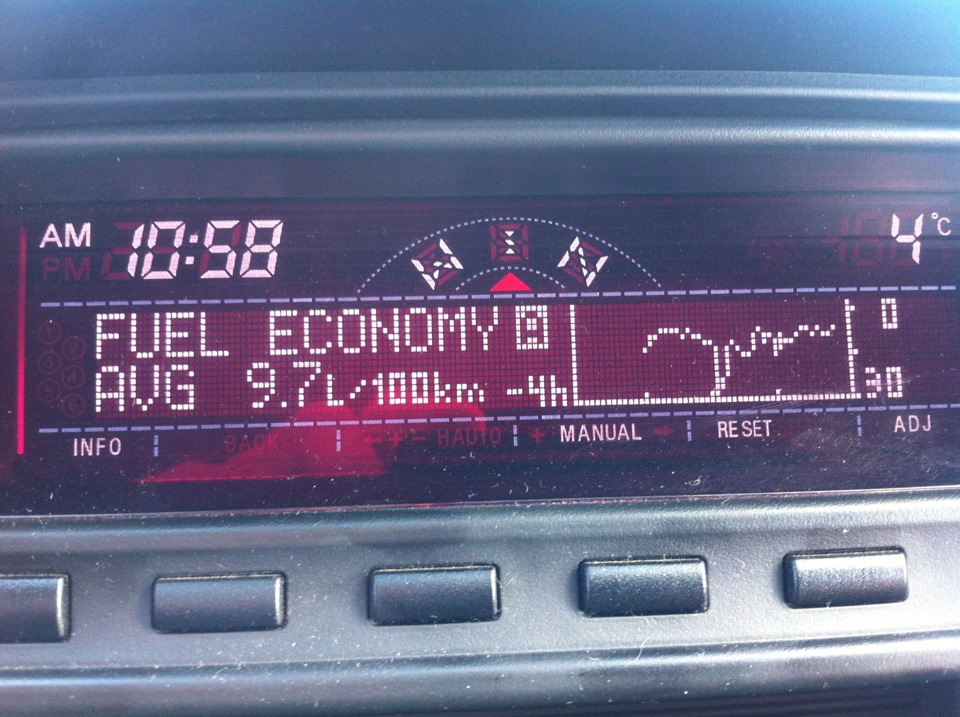 AM 10:58
PM
4°C
FUEL ECONOMY 0
AVG 9.7L/100km -4h 30
INFO BACK MANUAL RESET ADJ